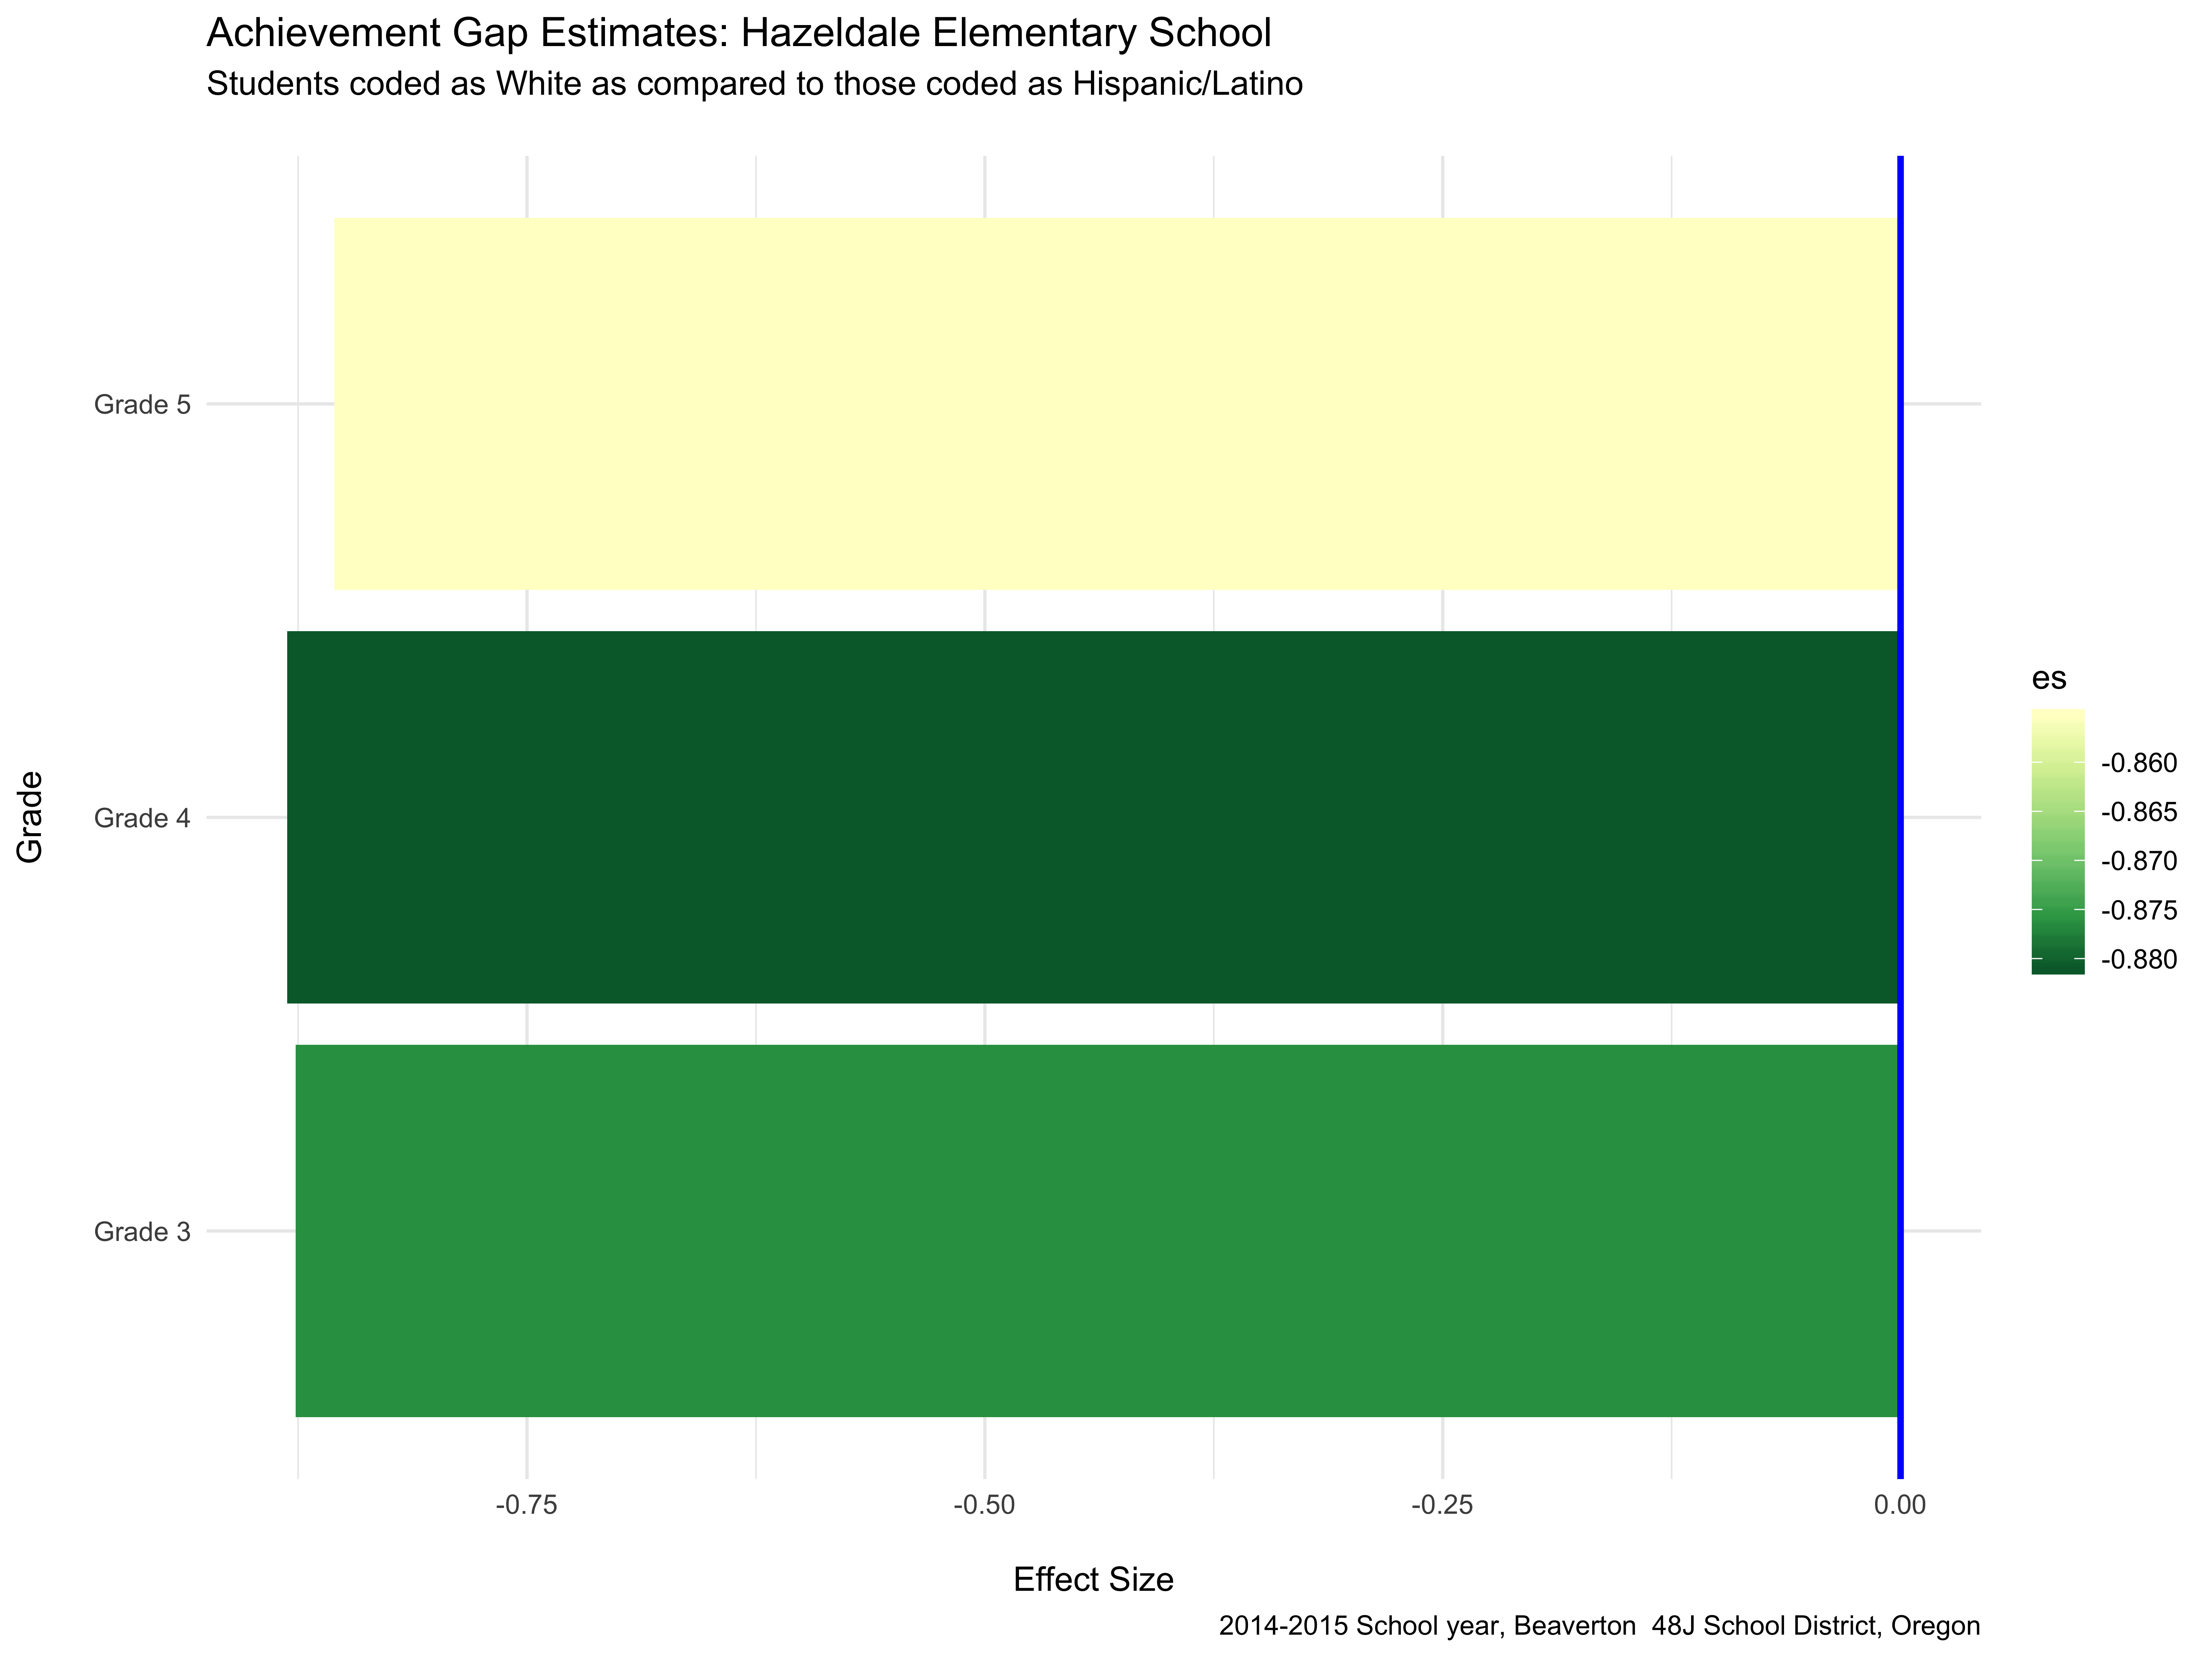 Achievement Gap Estimates: Hazeldale Elementary School
Students coded as White as compared to those coded as Hispanic/Latino
Grade 5
Grade 4
Grade 3
Grade
es
-0.860
-0.865
-0.870
-0.875
-0.880
-0.75
-0.50
-0.25
0.00
Effect Size
2014-2015 School year, Beaverton  48J School District, Oregon